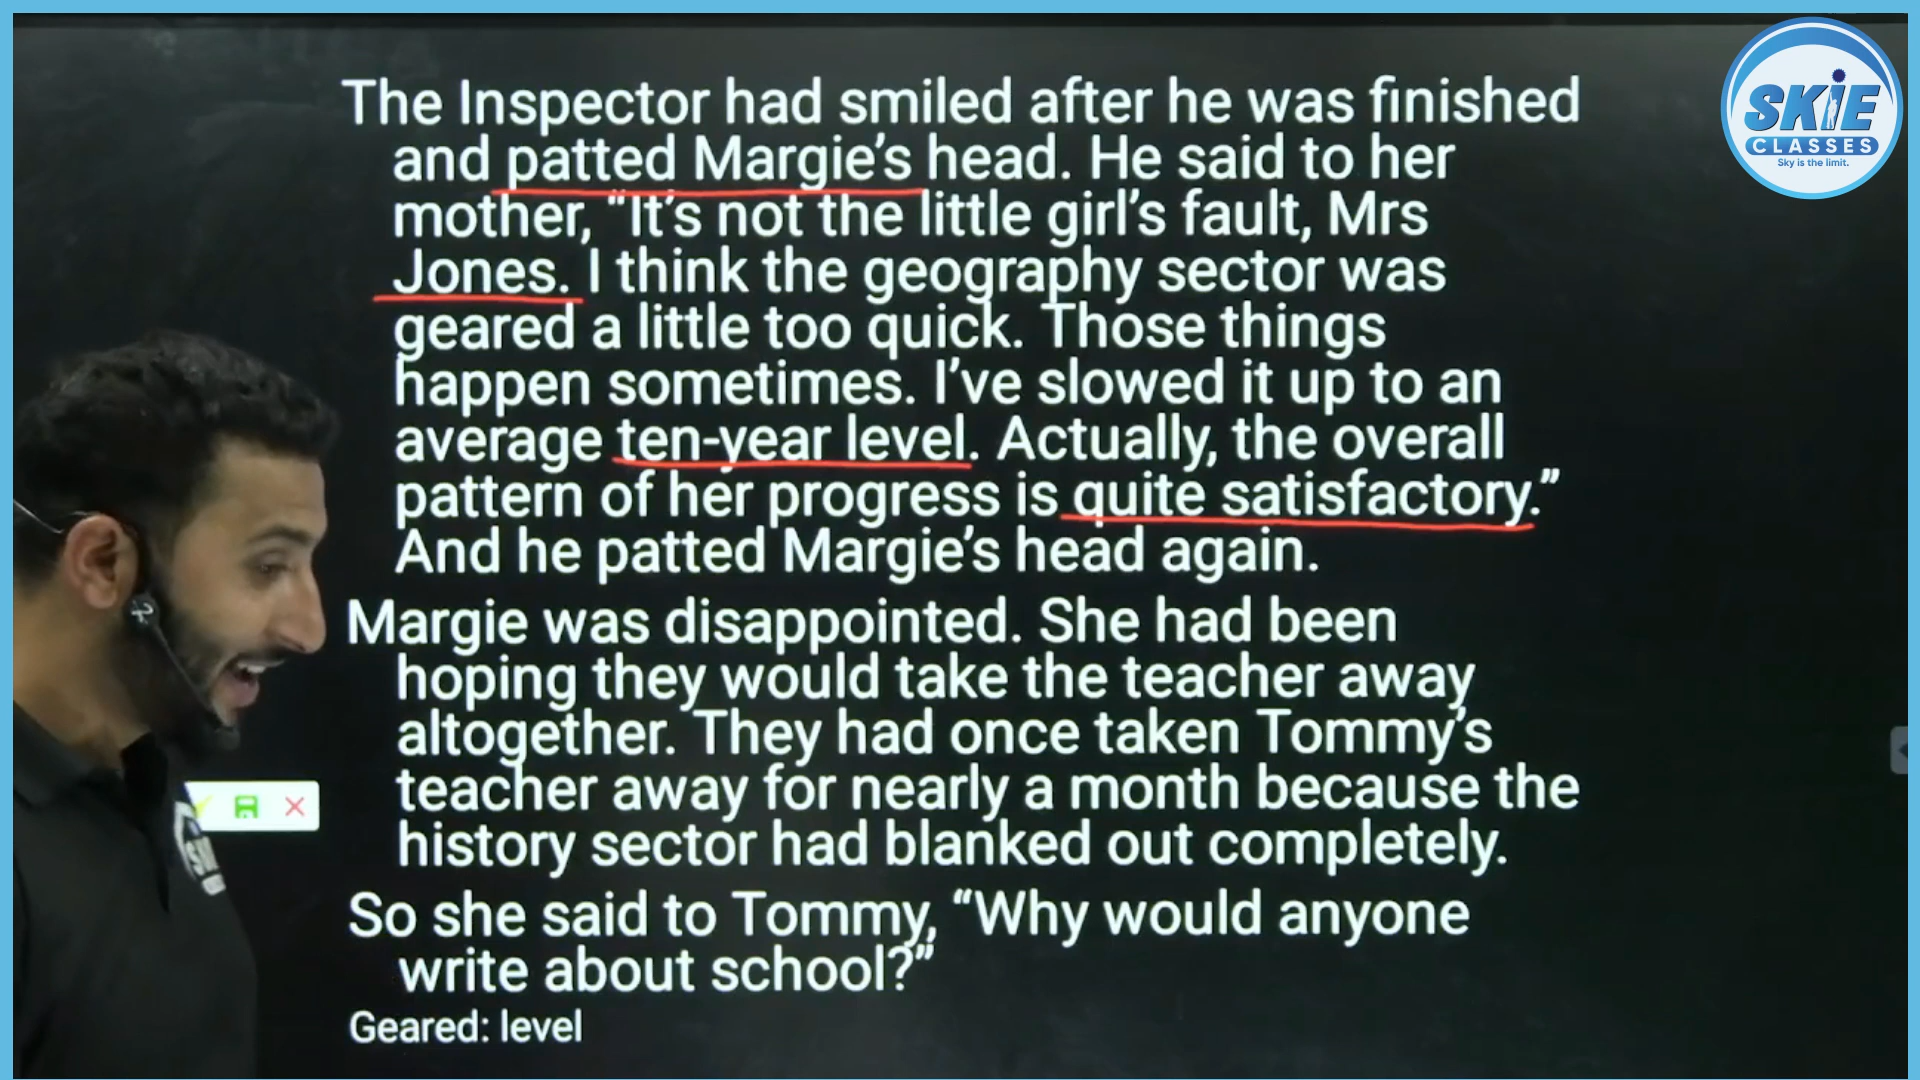 The Inspector had smiled after he was finished
and patted Margie’s head. He said to her
mother, “It’s not the little girl’s fault, Mrs
Jones. I think the geography sector was
geared a little too quick. Those things
happen sometimes. I’ve slowed it up to an
average ten-year level. Actually, the overall
pattern of her progress is quite satisfactory.”
And he patted Margie’s head again.
Margie was disappointed. She had been
hoping they would take the teacher away
altogether. They had once taken Tommy’s
teacher away for nearly a month because the
history sector had blanked out completely.
So she said to Tommy, “Why would anyone
write about school?”
Geared: level
SKIE
CLASSES
Sky is the limit.